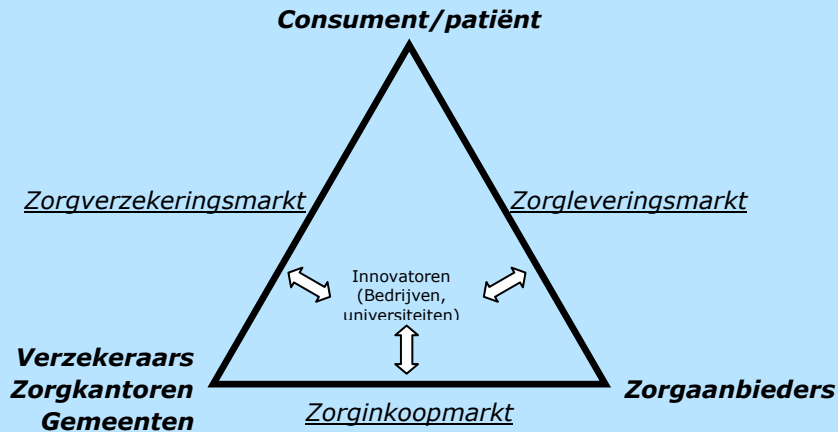 Consument/patiënt
Zorgverzekeringsmarkt
Zorgleveringsmarkt
Innovatoren
(Bedrijven,
universiteiten)
Verzekeraars
Zorgkantoren
Gemeenten
Zorgaanbieders
Zorginkoopmarkt